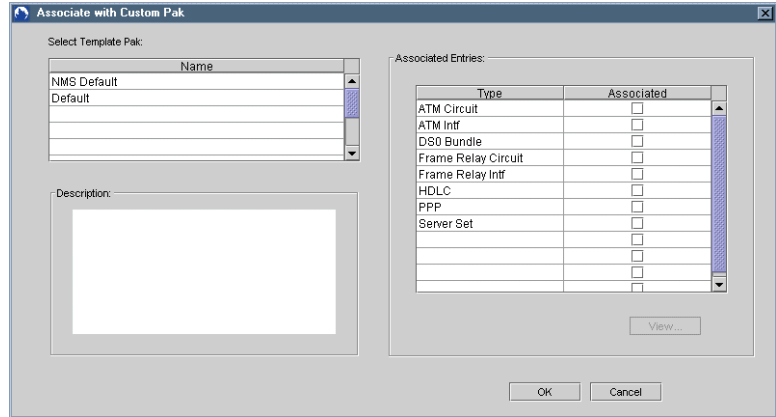 Associate with Custom Pak
Select Template Pak:
Name
NMS Default
Default
Description:
Associated Entries:
Type Associated
ATM Circuit
ATM Intf
DS0 Bundle
Frame Relay Circuit
Frame Relay Intf
HDLC
PPP
Server Set
View...
OK Cancel